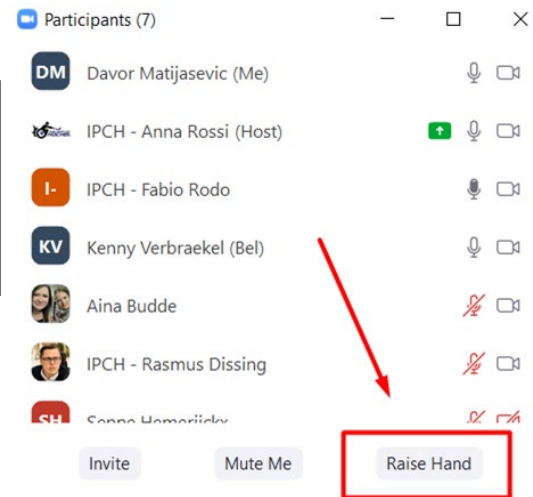 Participants (7)
DM Davor Matijasevic (Me)
IPCH - Anna Rossi (Host)
I- IPCH - Fabio Rodo
KV Kenny Verbraekel (Bel)
Aina Budde
IPCH - Rasmus Dissing
SH
Invite Mute Me Raise Hand